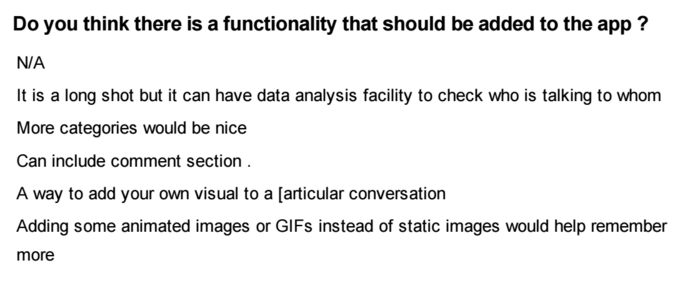 Do you think there is a functionality that should be added to the app ?
N/A
It is a long shot but it can have data analysis facility to check who is talking to whom
More categories would be nice
Can include comment section .
A way to add your own visual to a [articular conversation
Adding some animated images or GIFs instead of static images would help remember
more